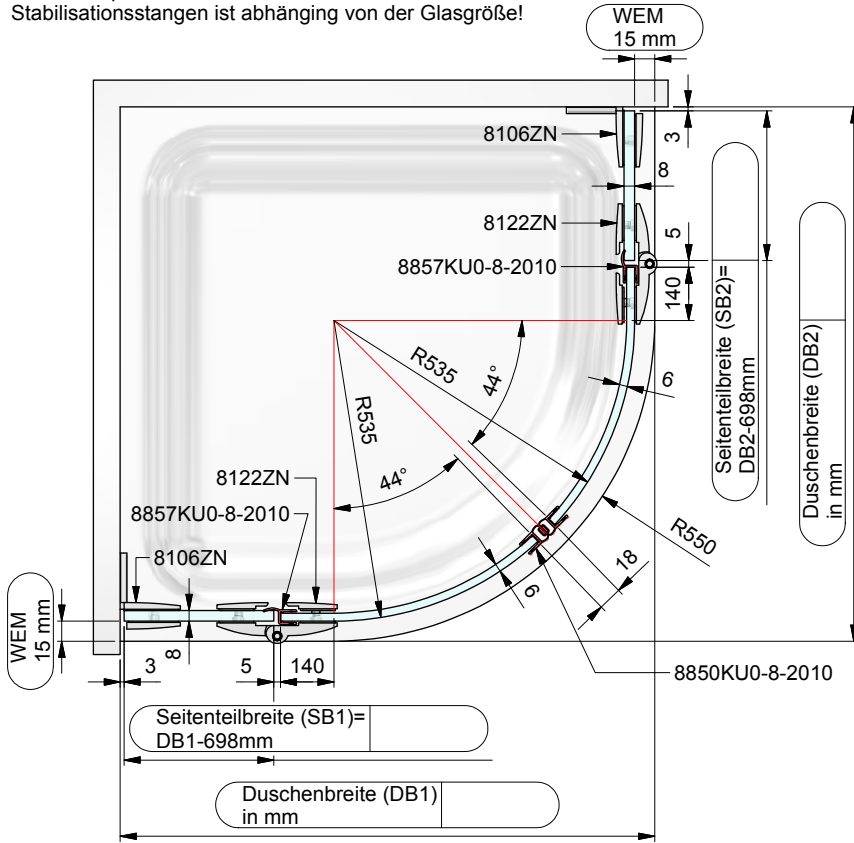 Stabilisationsstangen ist abhänging von der Glasgröße!
WEM
15 mm
8106ZN
3
8
8122ZN
5
8857KU0-8-2010
140
Seitenteilbreite (SB2)=
DB2-698mm
Duschenbreite (DB2)
in mm
R535
44°
6
R535
44°
8122ZN
8857KU0-8-2010
R550
8106ZN
18
6
WEM
15 mm
3
8
5
140
8850KU0-8-2010
Seitenteilbreite (SB1)=
DB1-698mm
Duschenbreite (DB1)
in mm